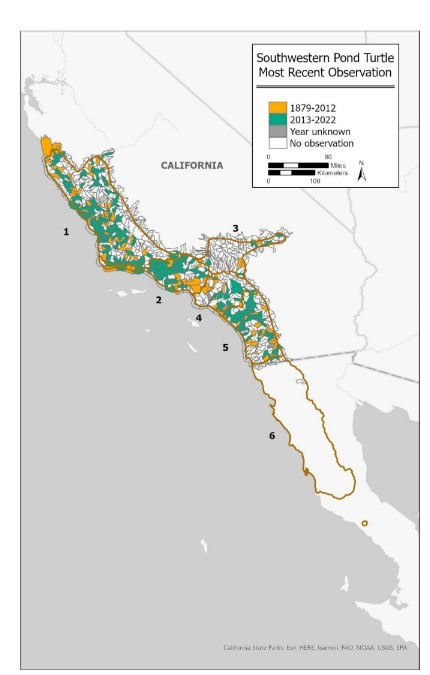 Southwestern Pond Turtle
Most Recent Observation
1879-2012
2013-2022
Year unknown
No observation
0 80
Miles
Kilometers
0 100
N
CALIFORNIA
1
2
3
4
5
6
California State Parks, Esri, HERE, Garmin, FAO, NOAA, USGS, EPA